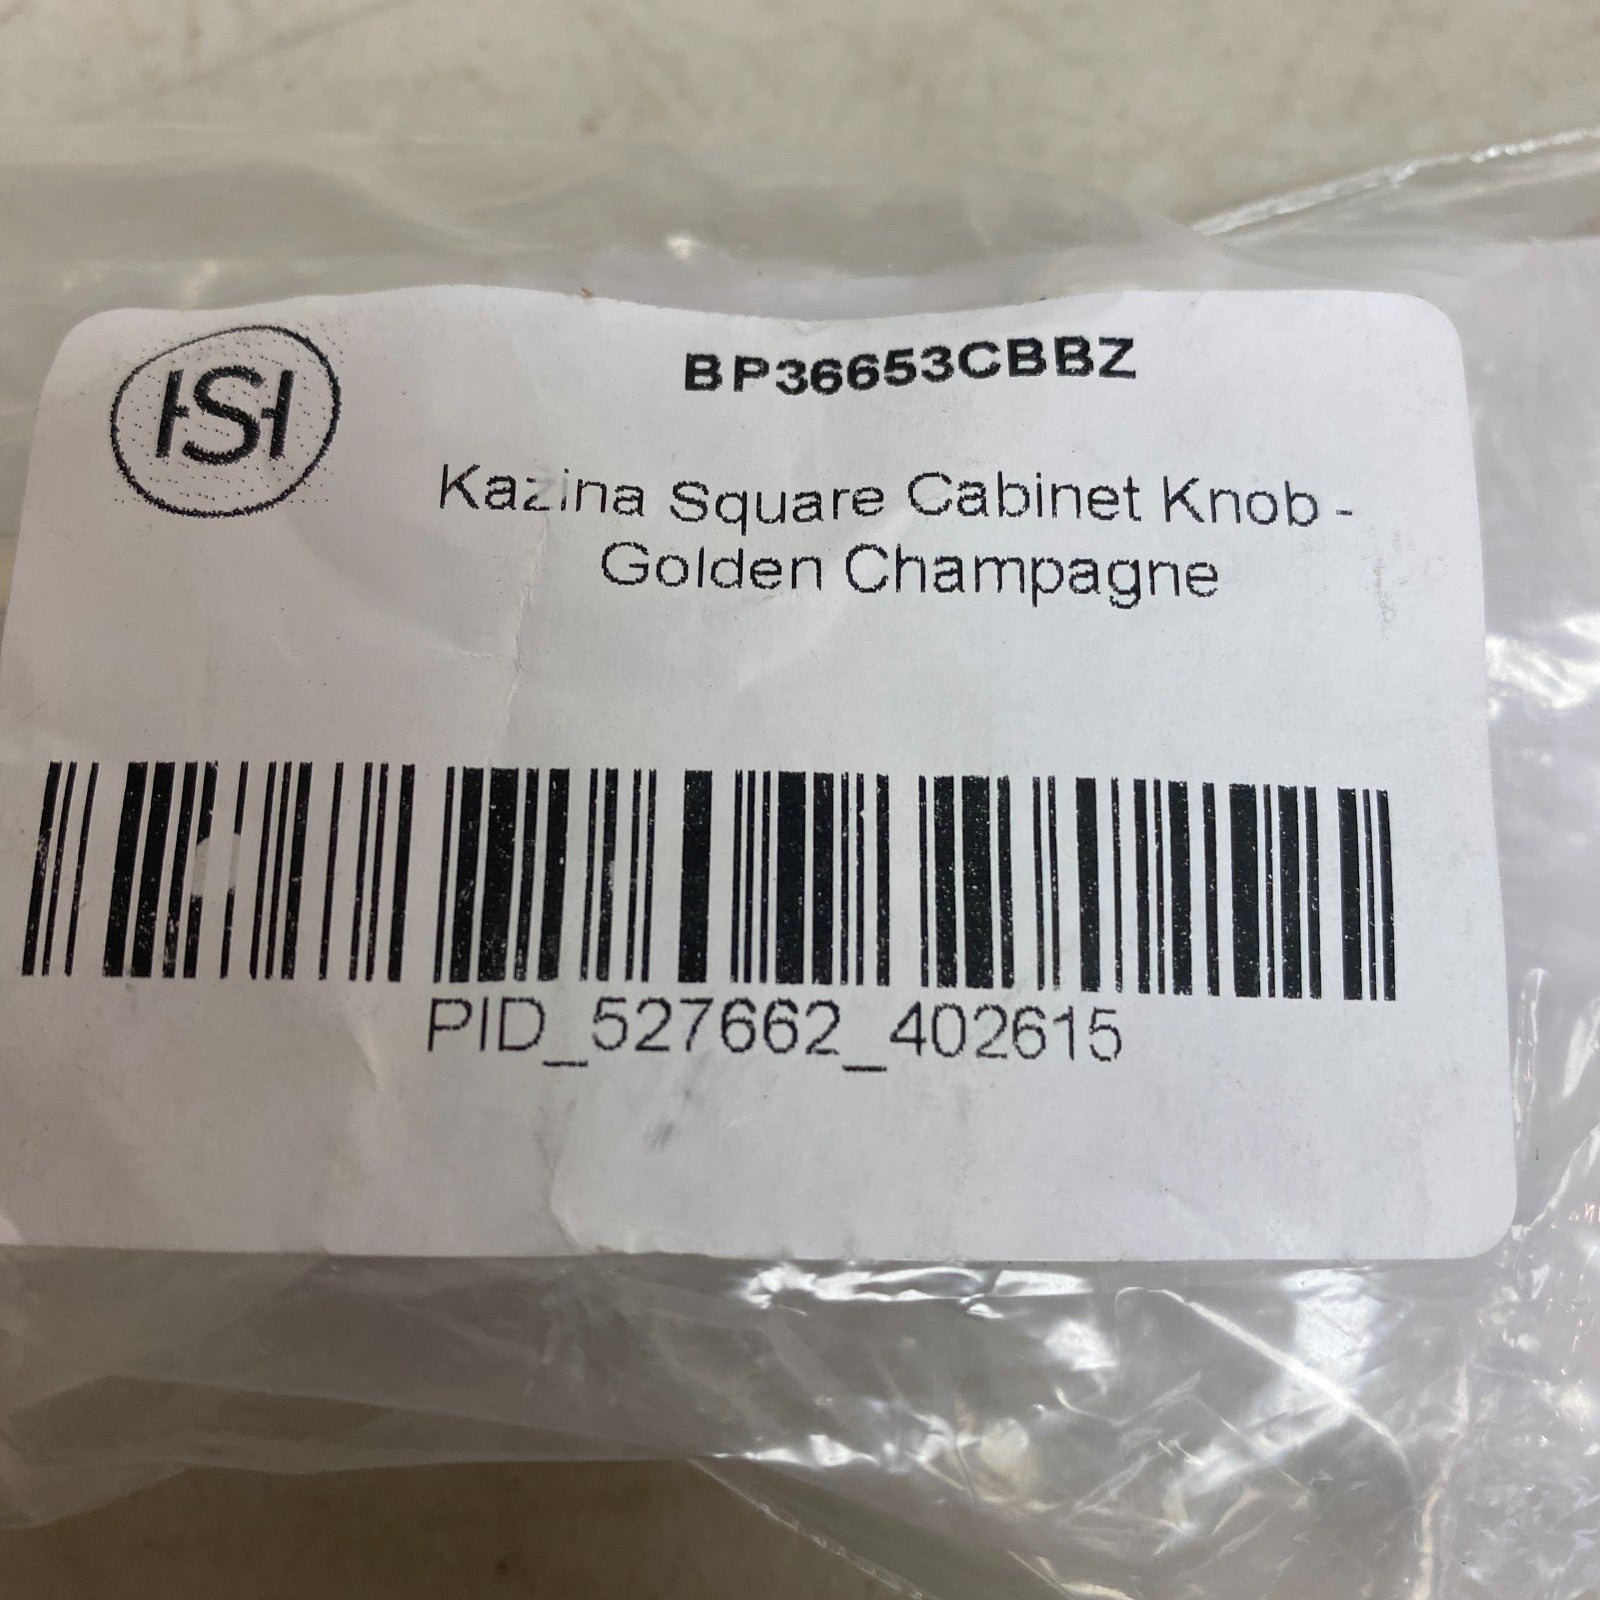 HSH
BP36653CBBZ
Kazina Square Cabinet Knob -
Golden Champagne
PID_527662_402615